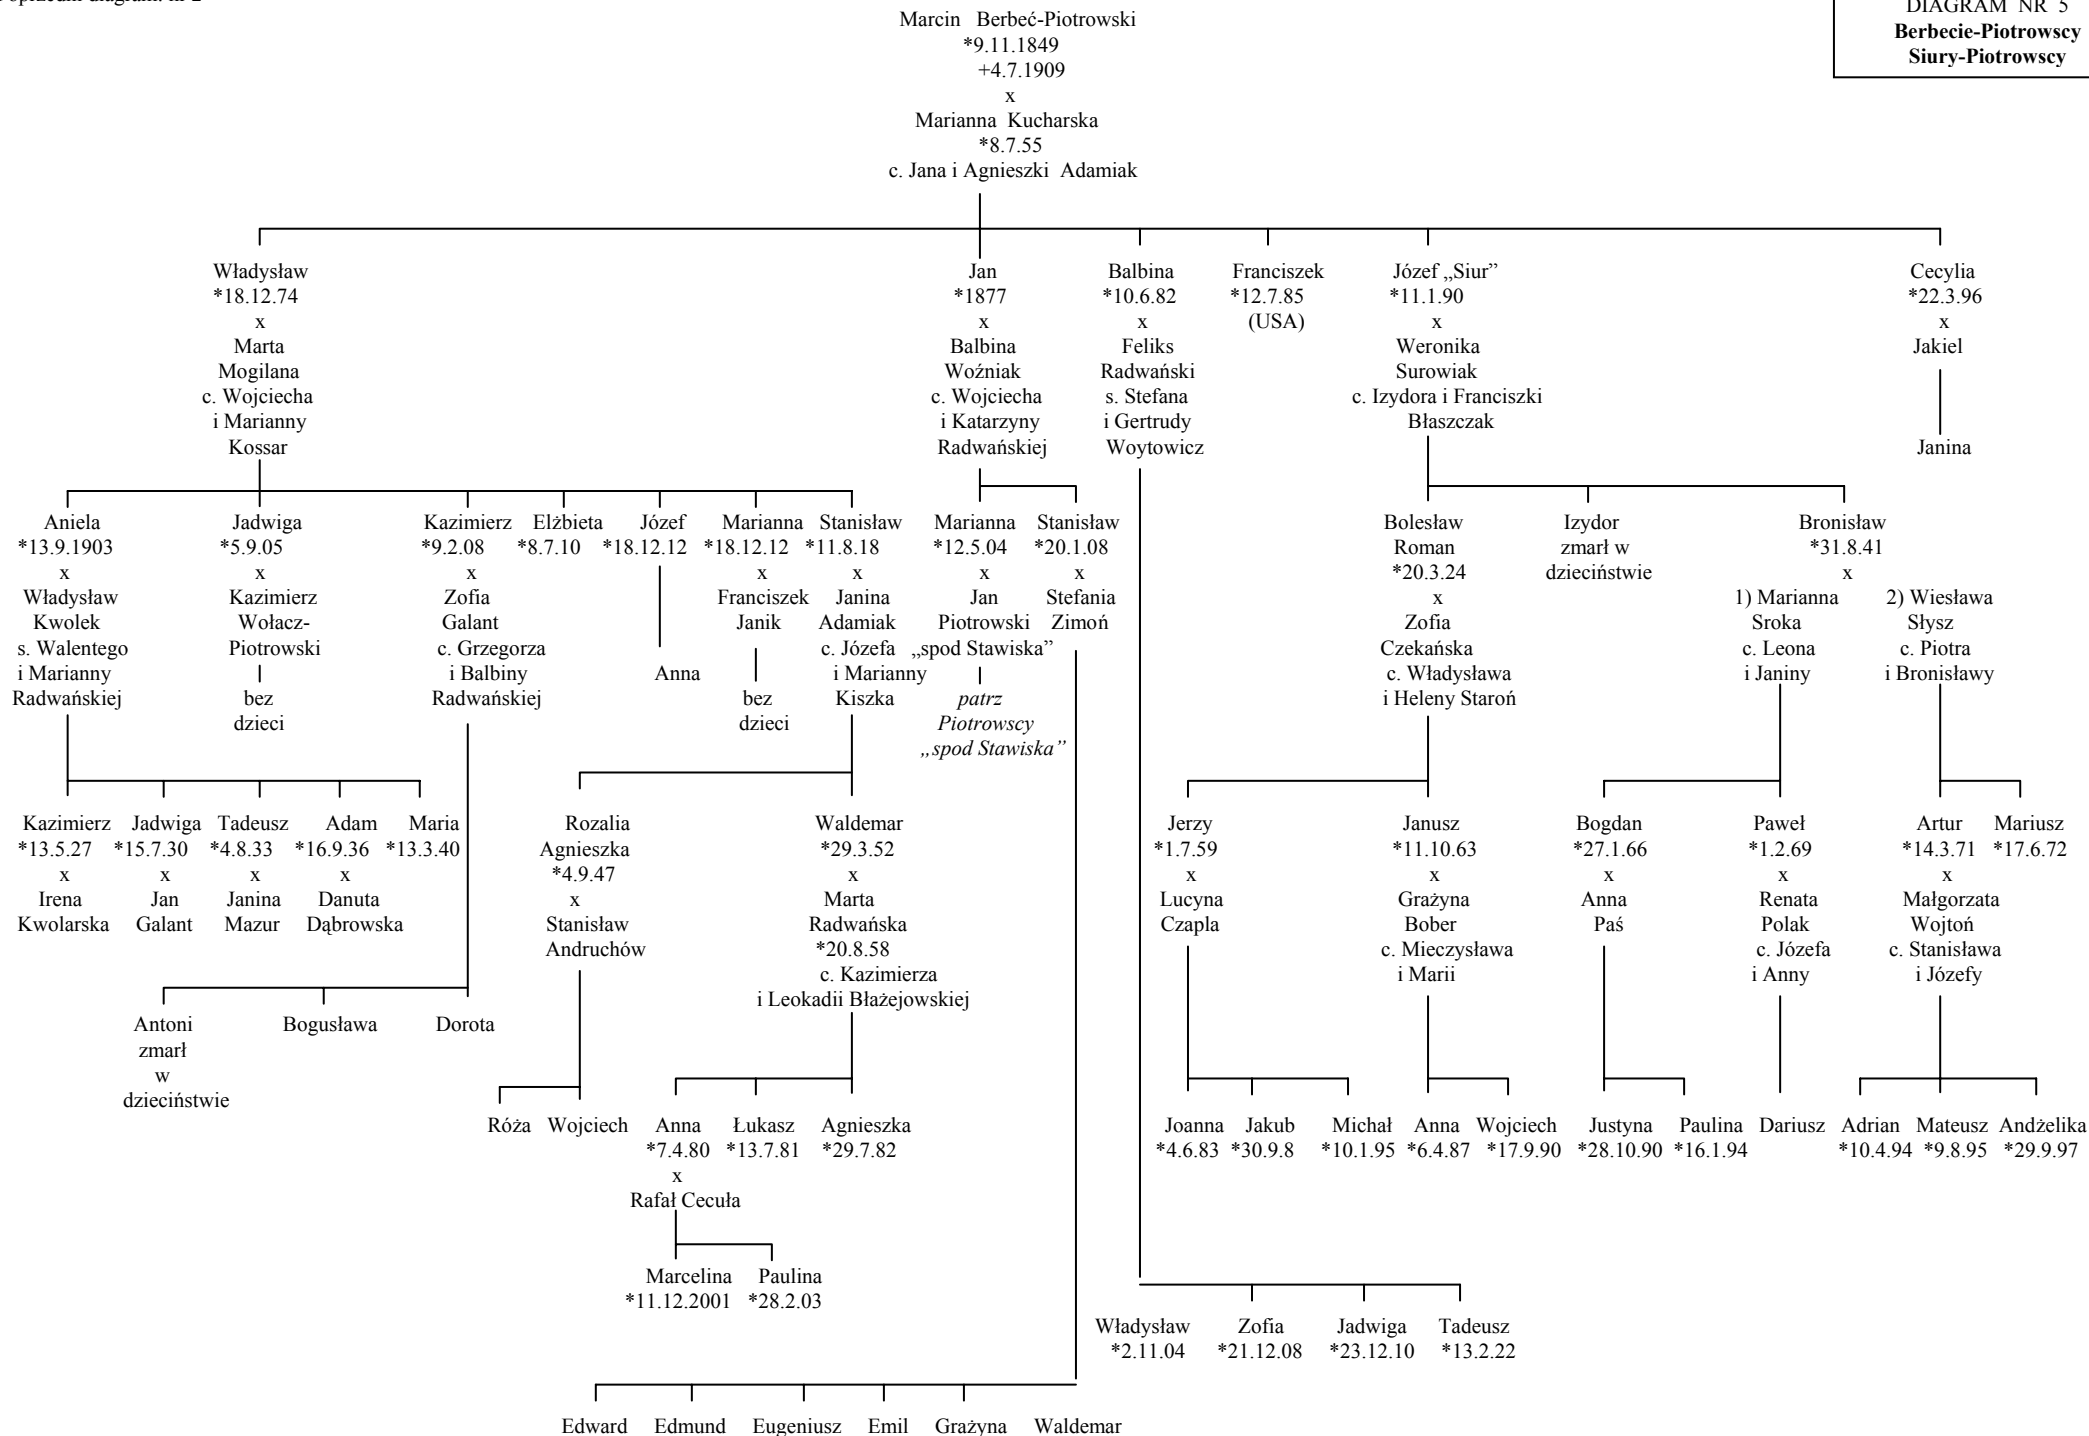 Poprzedni diagram: nr 2
DIAGRAM NR 5
Berbecie-Piotrowscy
Siury-Piotrowscy
Marcin Berbeć-Piotrowski
*9.11.1849
+4.7.1909
x
Marianna Kucharska
*8.7.55
c. Jana i Agnieszki Adamiak
Władysław
*18.12.74
x
Marta
Mogilana
c. Wojciecha
i Marianny
Kossar
Jan
*1877
x
Balbina
Woźniak
c. Wojciecha
i Katarzyny
Radwańskiej
Balbina
*10.6.82
x
Feliks
Radwański
s. Stefana
i Gertrudy
Woytowicz
Franciszek
*12.7.85
(USA)
Józef „Siur”
*11.1.90
x
Weronika
Surowiak
c. Izydora i Franciszki
Błaszczak
Cecylia
*22.3.96
x
Jakiel
Janina
Aniela
*13.9.1903
x
Władysław
Kwolek
s. Walentego
i Marianny
Radwańskiej
Jadwiga
*5.9.05
x
Kazimierz
Wołacz-
Piotrowski
bez
dzieci
Kazimierz
*9.2.08
x
Zofia
Galant
c. Grzegorza
i Balbiny
Radwańskiej
Elżbieta
*8.7.10
Józef
*18.12.12
Anna
Marianna
*18.12.12
x
Franciszek
Janik
bez
dzieci
Stanisław
*11.8.18
x
Janina
Adamiak
c. Józefa
i Marianny
Kiszka
Marianna
*12.5.04
x
Jan
Piotrowski
„spod Stawiska”
patrz
Piotrowscy
„spod Stawiska”
Stanisław
*20.1.08
x
Stefania
Zimoń
Bolesław
Roman
*20.3.24
x
Zofia
Czekańska
c. Władysława
i Heleny Staroń
Izydor
zmarł w
dzieciństwie
Bronisław
*31.8.41
x
1) Marianna
Sroka
c. Leona
i Janiny
2) Wiesława
Słysz
c. Piotra
i Bronisławy
Kazimierz
*13.5.27
x
Irena
Kwolarska
Jadwiga
*15.7.30
x
Jan
Galant
Tadeusz
*4.8.33
x
Janina
Mazur
Adam
*16.9.36
x
Danuta
Dąbrowska
Maria
*13.3.40
Rozalia
Agnieszka
*4.9.47
x
Stanisław
Andruchów
Waldemar
*29.3.52
x
Marta
Radwańska
*20.8.58
c. Kazimierza
i Leokadii Błażejowskiej
Jerzy
*1.7.59
x
Lucyna
Czapla
Janusz
*11.10.63
x
Grażyna
Bober
c. Mieczysława
i Marii
Bogdan
*27.1.66
x
Anna
Paś
Paweł
*1.2.69
x
Renata
Polak
c. Józefa
i Anny
Artur
*14.3.71
x
Małgorzata
Wojtoń
c. Stanisława
i Józefy
Mariusz
*17.6.72
Antoni
zmarł
w
dzieciństwie
Bogusława
Dorota
Róża
Wojciech
Anna
*7.4.80
x
Rafał Cecuła
Łukasz
*13.7.81
Agnieszka
*29.7.82
Joanna
*4.6.83
Jakub
*30.9.8
Michał
*10.1.95
Anna
*6.4.87
Wojciech
*17.9.90
Justyna
*28.10.90
Paulina
*16.1.94
Dariusz
Adrian
*10.4.94
Mateusz
*9.8.95
Andżelika
*29.9.97
Marcelina
*11.12.2001
Paulina
*28.2.03
Władysław
*2.11.04
Zofia
*21.12.08
Jadwiga
*23.12.10
Tadeusz
*13.2.22
Edward
Edmund
Eugeniusz
Emil
Grażyna
Waldemar